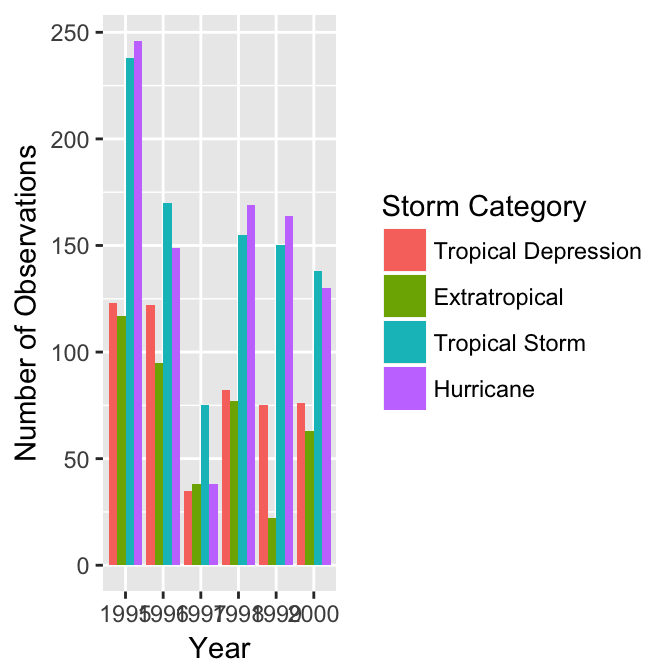 250
200
150
100
50
0
Number of Observations
1995 1996 1997 1998 1999 2000
Year
Storm Category
Tropical Depression
Extratropical
Tropical Storm
Hurricane